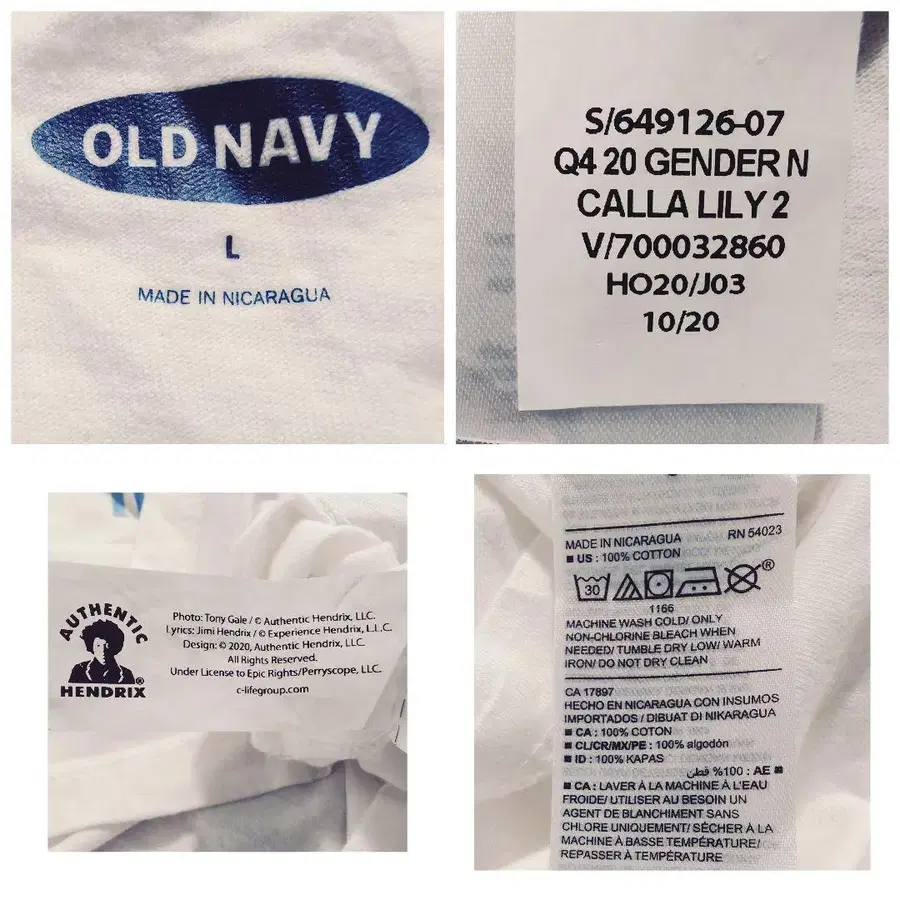 OLD NAVY
L
MADE IN NICARAGUA
S/649126-07
Q4 20 GENDER N
CALLA LILY 2
V/700032860
HO20/J03
10/20
AUTHENTIC
HENDRIX®
Photo: Tony Gale / © Authentic Hendrix, LLC.
Lyrics: Jimi Hendrix / © Experience Hendrix, L.L.C.
Design: © 2020, Authentic Hendrix, LLC.
All Rights Reserved.
Under License to Epic Rights/Perryscope, LLC.
c-lifegroup.com
MADE IN NICARAGUA RN 54023
■ US : 100% COTTON
30 ®
1166
MACHINE WASH COLD/ ONLY
NON-CHLORINE BLEACH WHEN
NEEDED/ TUMBLE DRY LOW/ WARM
IRON/ DO NOT DRY CLEAN
CA 17897
HECHO EN NICARAGUA CON INSUMOS
IMPORTADOS / DIBUAT DI NIKARAGUA
■ CA : 100% COTON
■ CL/CR/MX/PE : 100% algodón
■ ID : 100% KAPAS
■ AE : 100% قطن
■ CA : LAVER À LA MACHINE À L'EAU
FROIDE/ UTILISER AU BESOIN UN
AGENT DE BLANCHIMENT SANS
CHLORE UNIQUEMENT/ SÉCHER À LA
MACHINE À BASSE TEMPÉRATURE/
REPASSER À TEMPÉRATURE